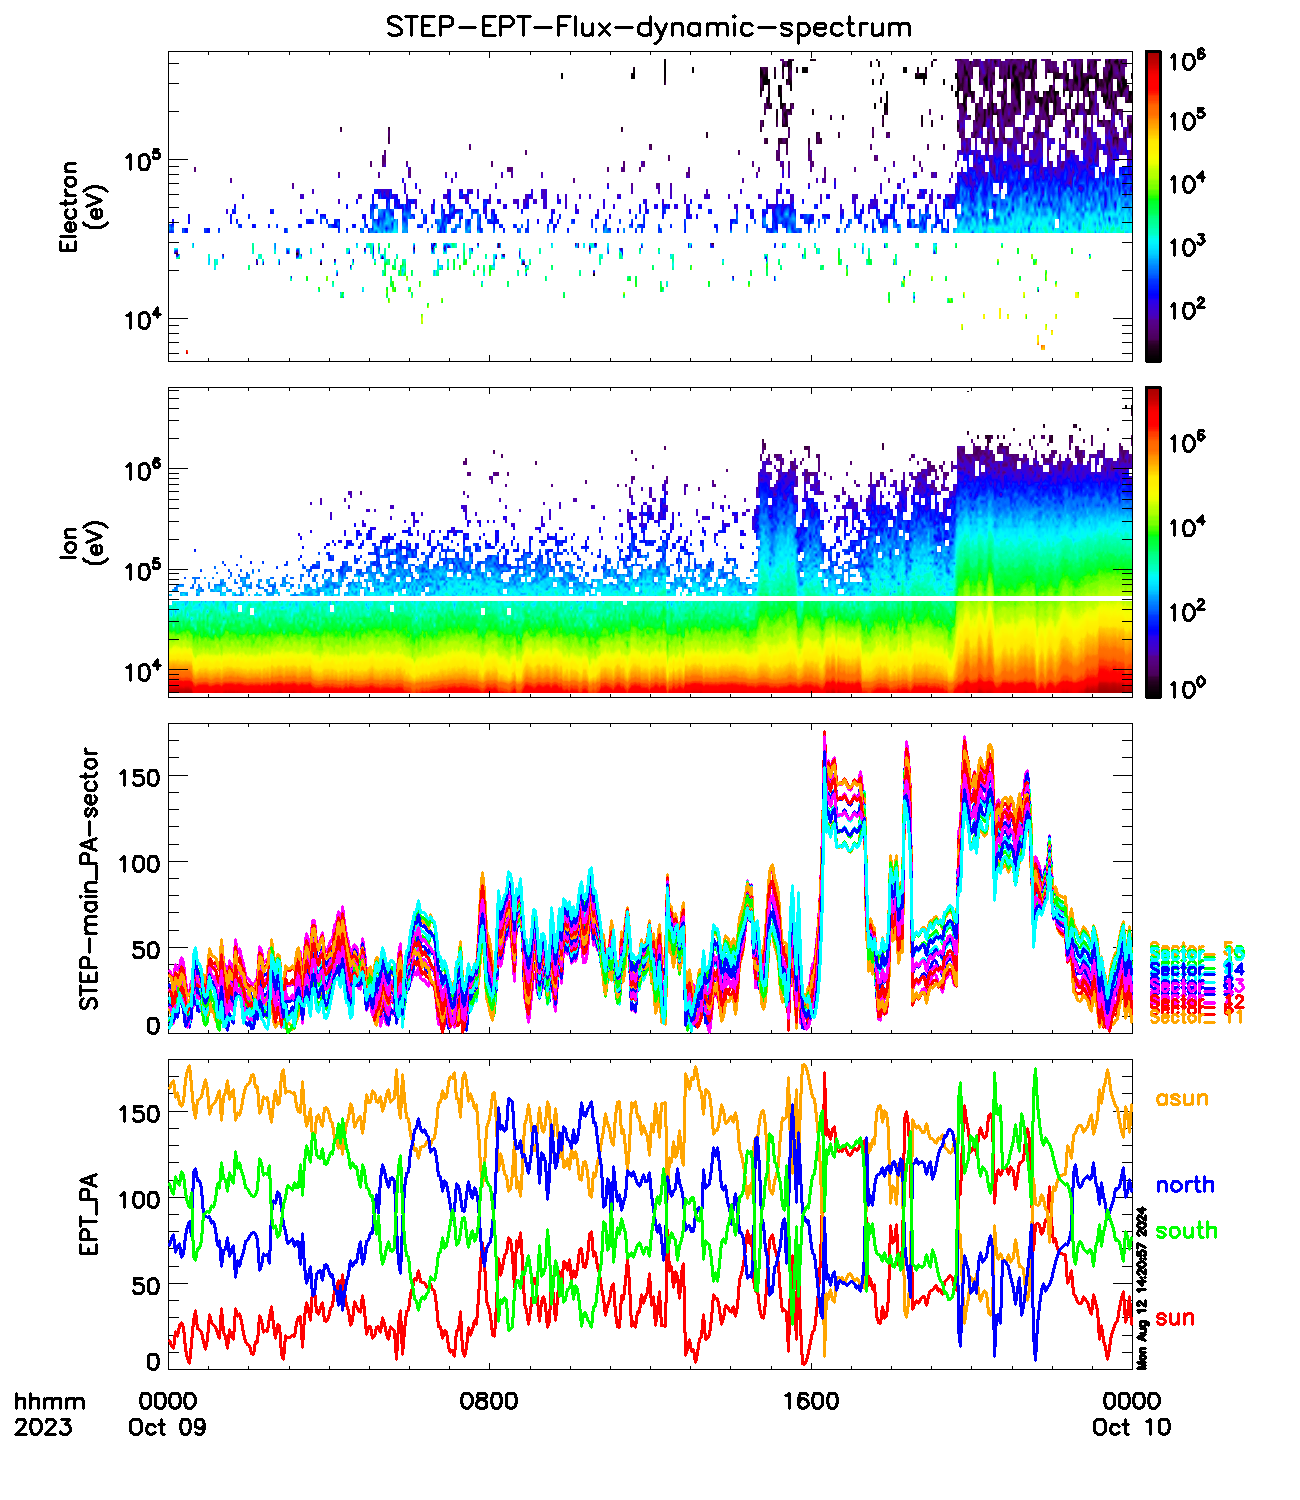 STEP-EPT-Flux-dynamic-spectrum
Electron
(eV)
10^5
10^4
10^6
10^5
10^4
10^3
10^2
Ion
(eV)
10^6
10^5
10^4
10^6
10^4
10^2
10^0
STEP-main_PA-sector
150
100
50
0
Sector= 14
EPT_PA
150
100
50
0
asun
north
south
sun
Mon Aug 12 14:20:57 2024
hhmm 0000 0800 1600 0000
2023 Oct 09 Oct 10